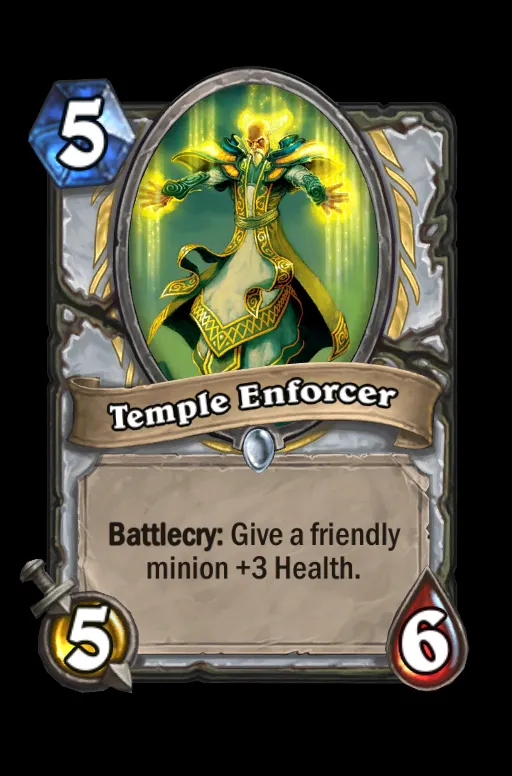 5
Temple Enforcer
Battlecry: Give a friendly
minion +3 Health.
5
6